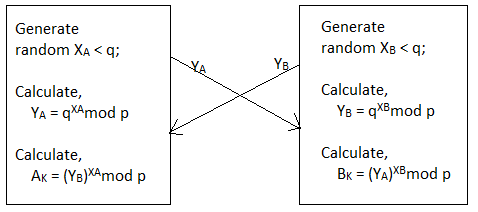 Generate
random XA < q;
Calculate,
YA = qXAmod p
Calculate,
AK = (YB)XAmod p
YA
YB
Generate
random XB < q;
Calculate,
YB = qXBmod p
Calculate,
BK = (YA)XBmod p